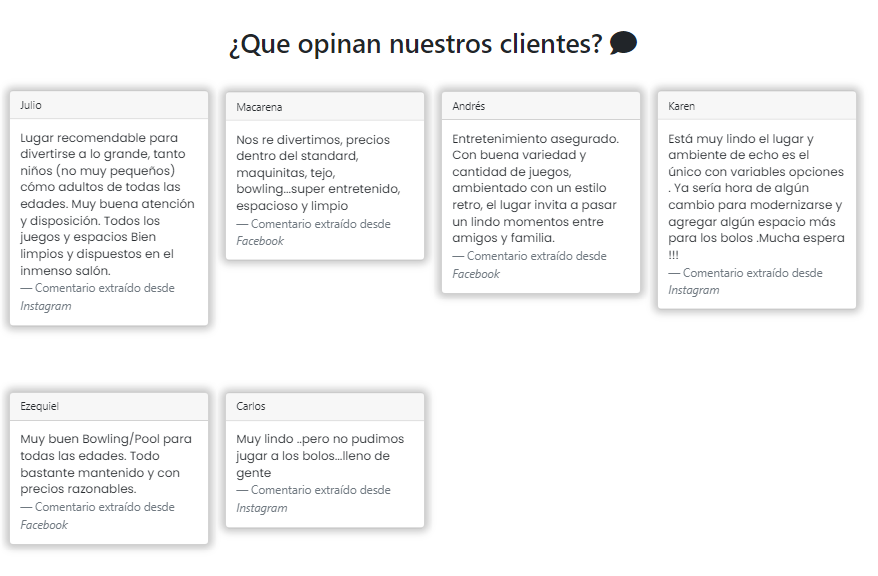 ¿Que opinan nuestros clientes?
Julio
Lugar recomendable para
divertirse a lo grande, tanto
niños (no muy pequeños)
cómo adultos de todas las
edades. Muy buena atención
y disposición. Todos los
juegos y espacios Bien
limpios y dispuestos en el
inmenso salón.
— Comentario extraído desde
Instagram
Macarena
Nos re divertimos, precios
dentro del standard,
maquinitas, tejo,
bowling...super entretenido,
espacioso y limpio
— Comentario extraído desde
Facebook
Andrés
Entretenimiento asegurado.
Con buena variedad y
cantidad de juegos,
ambientado con un estilo
retro, el lugar invita a pasar
un lindo momentos entre
amigos y familia.
— Comentario extraído desde
Facebook
Karen
Está muy lindo el lugar y
ambiente de echo es el
único con variables opciones
. Ya sería hora de algún
cambio para modernizarse y
agregar algún espacio más
para los bolos .Mucha espera
!!!
— Comentario extraído desde
Instagram
Ezequiel
Muy buen Bowling/Pool para
todas las edades. Todo
bastante mantenido y con
precios razonables.
— Comentario extraído desde
Facebook
Carlos
Muy lindo ..pero no pudimos
jugar a los bolos...lleno de
gente
— Comentario extraído desde
Instagram